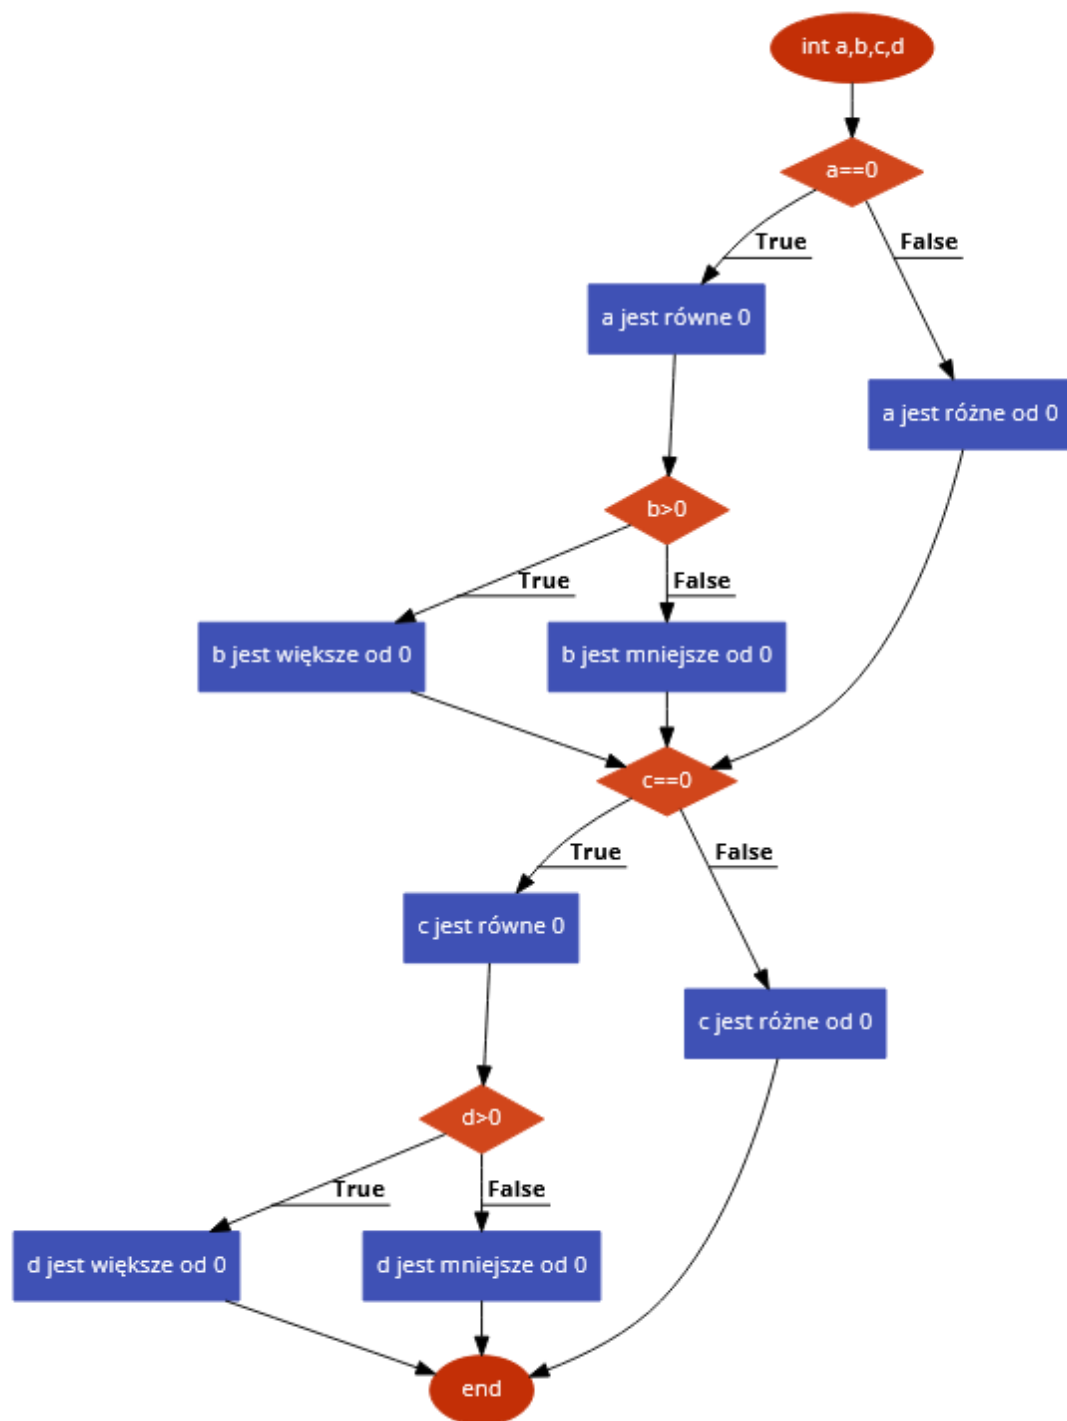 int a,b,c,d
a==0
True
False
a jest równe 0
a jest różne od 0
b>0
True
False
b jest większe od 0
b jest mniejsze od 0
c==0
True
False
c jest równe 0
c jest różne od 0
d>0
True
False
d jest większe od 0
d jest mniejsze od 0
end